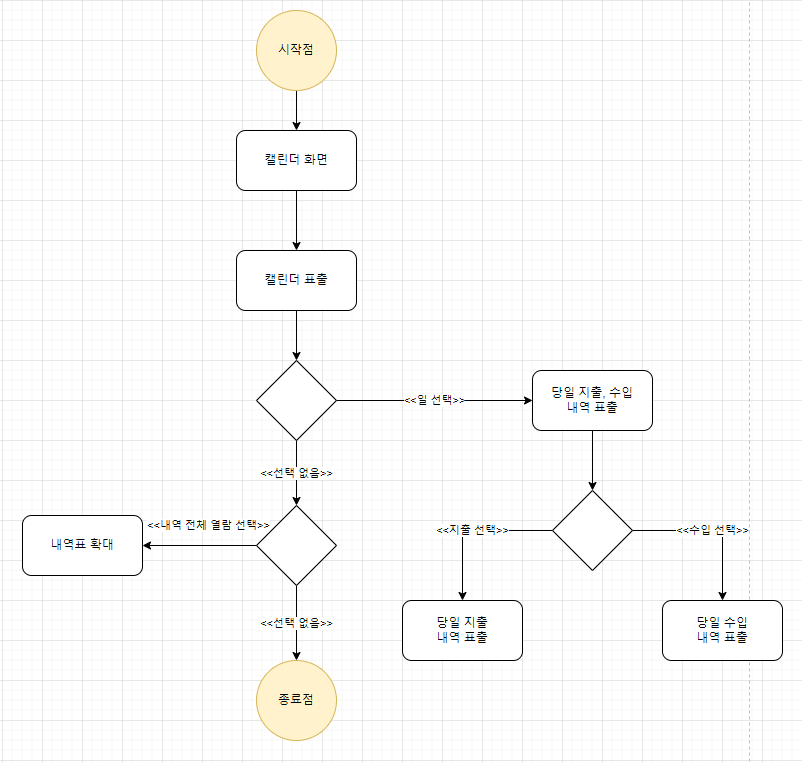 시작점
캘린더 화면
캘린더 표출
<<일 선택>>
당일 지출, 수입
내역 표출
<<선택 없음>>
<<내역 전체 열람 선택>>
내역표 확대
<<지출 선택>>
<<수입 선택>>
당일 지출
내역 표출
당일 수입
내역 표출
<<선택 없음>>
종료점